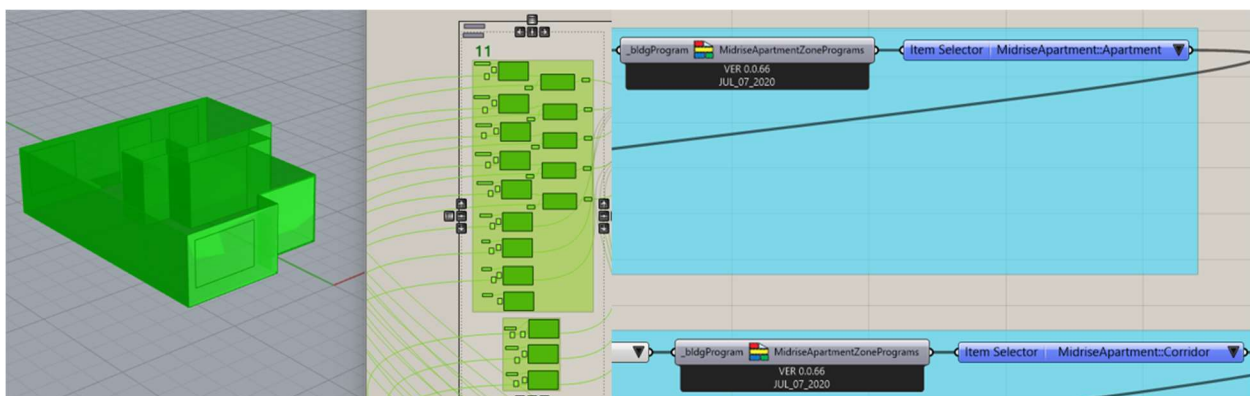 11
_bldgProgram MidriseApartmentZonePrograms
VER 0.0.66
JUL_07_2020
Item Selector MidriseApartment::Apartment
_bldgProgram MidriseApartmentZonePrograms
VER 0.0.66
JUL_07_2020
Item Selector MidriseApartment::Corridor